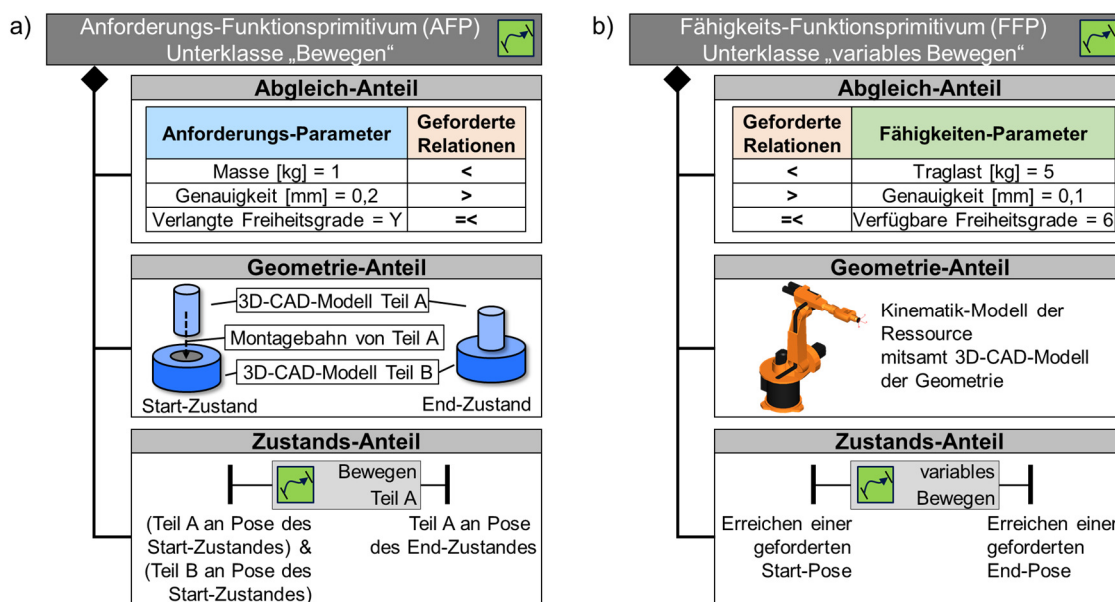 a)
Anforderungs-Funktionsprimitivum (AFP)
Unterklasse „Bewegen“
Abgleich-Anteil
Anforderungs-Parameter
Geforderte
Relationen
Masse [kg] = 1
<
Genauigkeit [mm] = 0,2
>
Verlangte Freiheitsgrade = Y
=<
Geometrie-Anteil
3D-CAD-Modell Teil A
Montagebahn von Teil A
3D-CAD-Modell Teil B
Start-Zustand
End-Zustand
Zustands-Anteil
Bewegen
Teil A
(Teil A an Pose des
Start-Zustandes) &
(Teil B an Pose des
Start-Zustandes)
Teil A an Pose
des End-Zustandes
b)
Fähigkeits-Funktionsprimitivum (FFP)
Unterklasse „variables Bewegen“
Abgleich-Anteil
Geforderte
Relationen
Fähigkeiten-Parameter
<
Traglast [kg] = 5
>
Genauigkeit [mm] = 0,1
=<
Verfügbare Freiheitsgrade = 6
Geometrie-Anteil
Kinematik-Modell der
Ressource
mitsamt 3D-CAD-Modell
der Geometrie
Zustands-Anteil
variables
Bewegen
Erreichen einer
geforderten
Start-Pose
Erreichen einer
geforderten
End-Pose